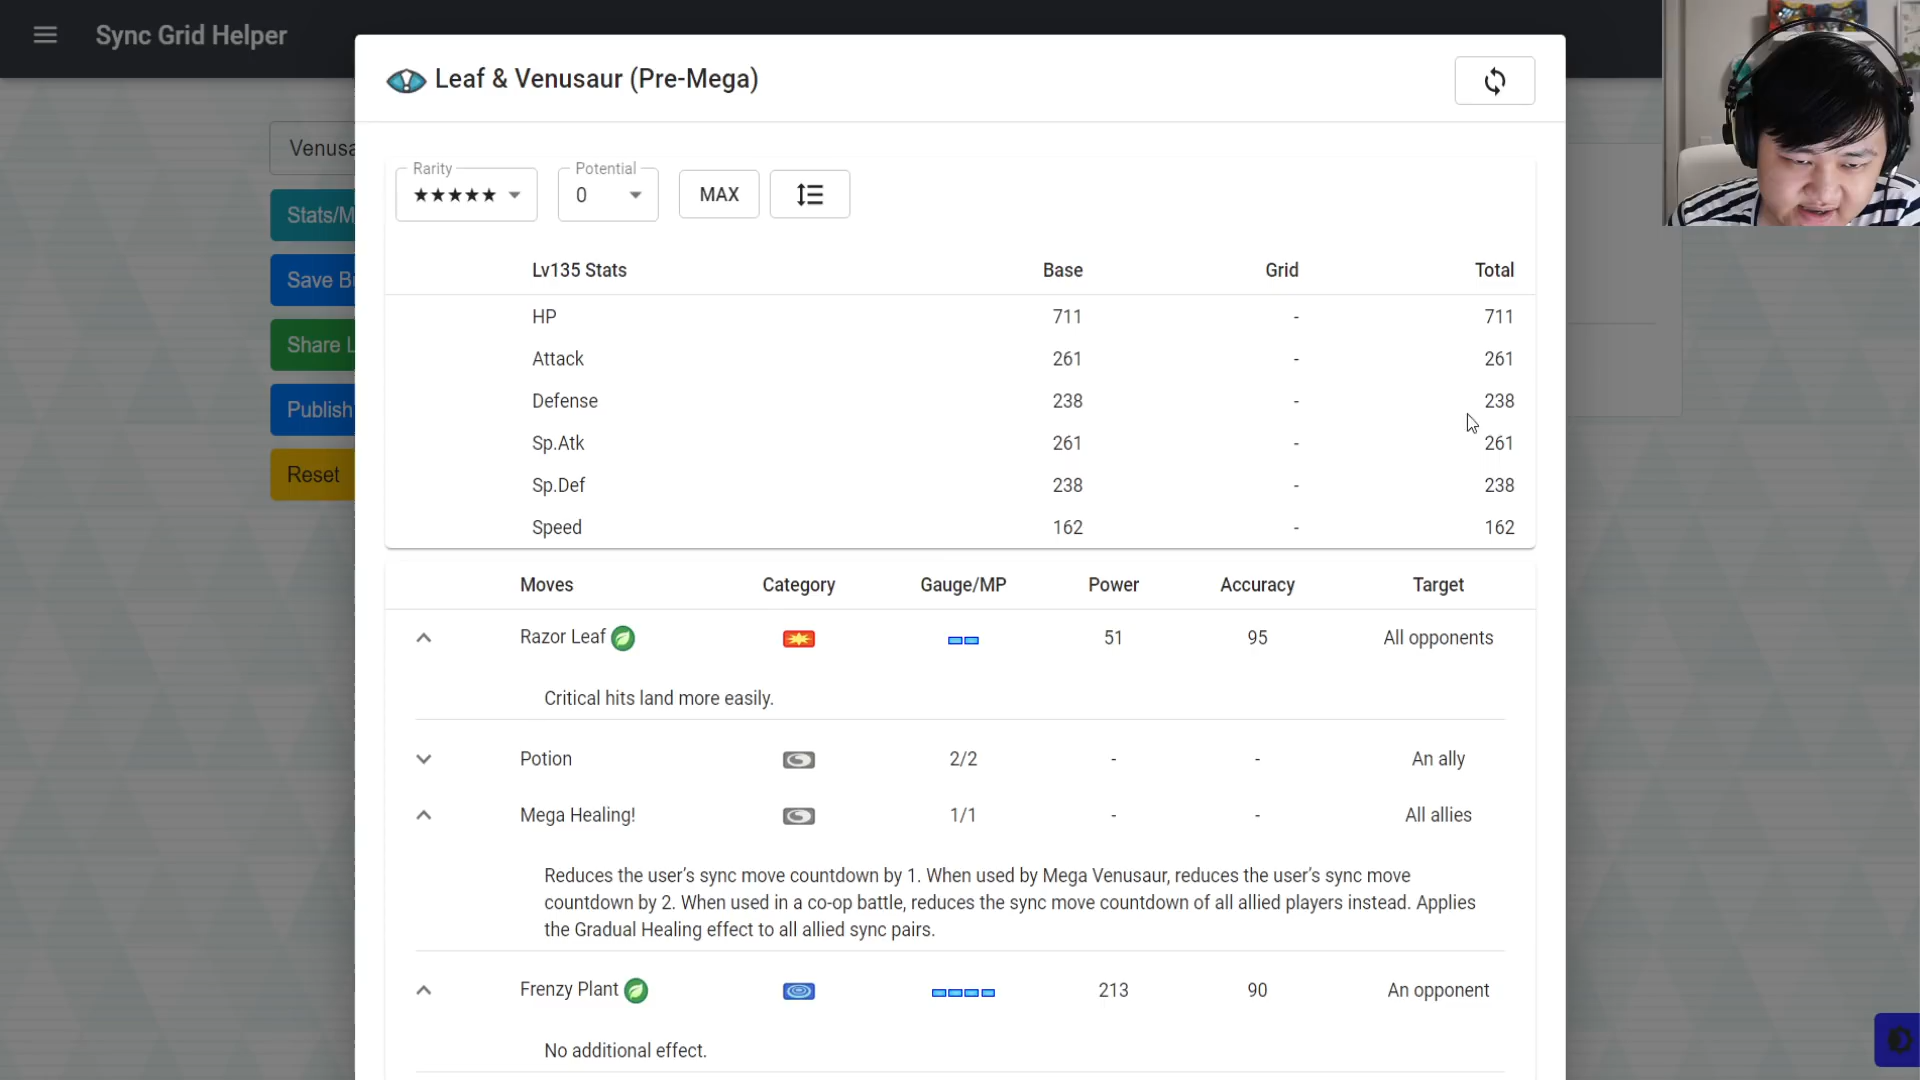 Sync Grid Helper
Leaf & Venusaur (Pre-Mega)
Venusa
Stats/M
Save B
Share L
Publish
Reset
Rarity
★★★★★
Potential
0
MAX
Lv135 Stats Base Grid Total
HP 711 - 711
Attack 261 - 261
Defense 238 - 238
Sp.Atk 261 - 261
Sp.Def 238 - 238
Speed 162 - 162
Moves Category Gauge/MP Power Accuracy Target
Razor Leaf 51 95 All opponents
Critical hits land more easily.
Potion 2/2 - - An ally
Mega Healing! 1/1 - - All allies
Reduces the user’s sync move countdown by 1. When used by Mega Venusaur, reduces the user’s sync move
countdown by 2. When used in a co-op battle, reduces the sync move countdown of all allied players instead. Applies
the Gradual Healing effect to all allied sync pairs.
Frenzy Plant 213 90 An opponent
No additional effect.